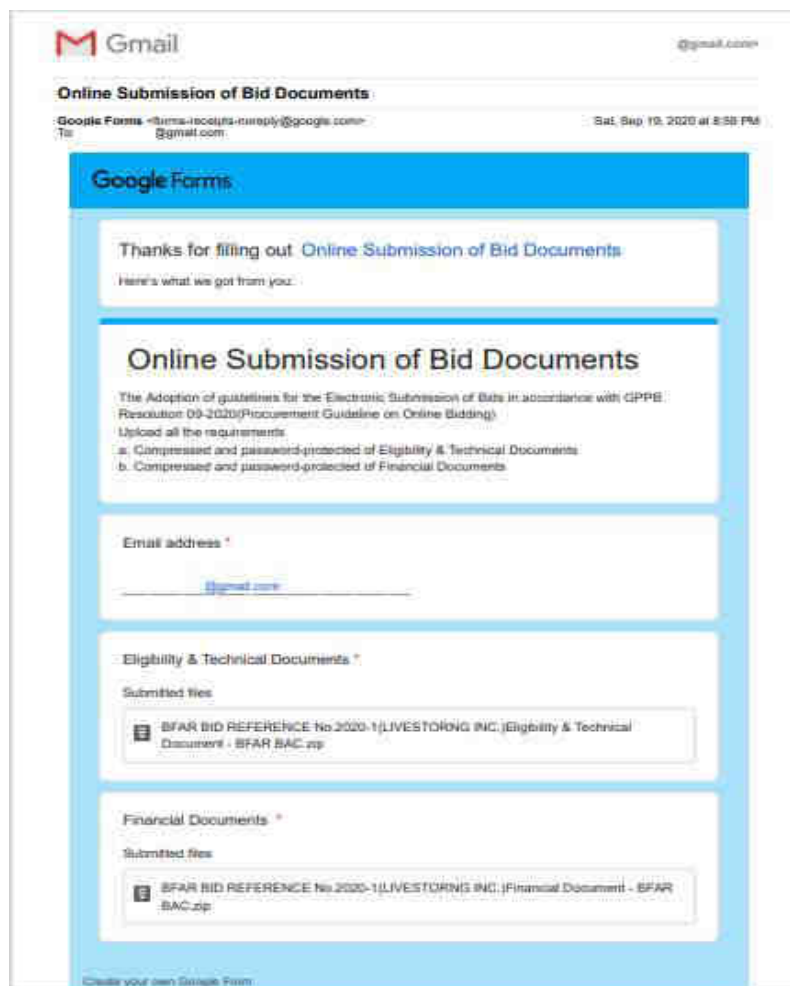 Gmail
@gmail.com>
Online Submission of Bid Documents
Google Forms <forms-receipts-noreply@google.com>
Sat, Sep 19, 2020 at 8:58 PM
To: @gmail.com
Google Forms
Thanks for filling out Online Submission of Bid Documents
Here's what we got from you:
Online Submission of Bid Documents
The Adoption of guidelines for the Electronic Submission of Bids in accordance with GPPB
Resolution 09-2020(Procurement Guideline on Online Bidding)
Upload all the requirements
a. Compressed and password-protected of Eligibility & Technical Documents
b. Compressed and password-protected of Financial Documents
Email address *
@gmail.com
Eligibility & Technical Documents *
Submitted files
BFAR BID REFERENCE No.2020-1(LIVESTORNG INC.)Eligibility & Technical
Document - BFAR BAC.zip
Financial Documents *
Submitted files
BFAR BID REFERENCE No.2020-1(LIVESTORNG INC.)Financial Document - BFAR
BAC.zip
Create your own Google Form